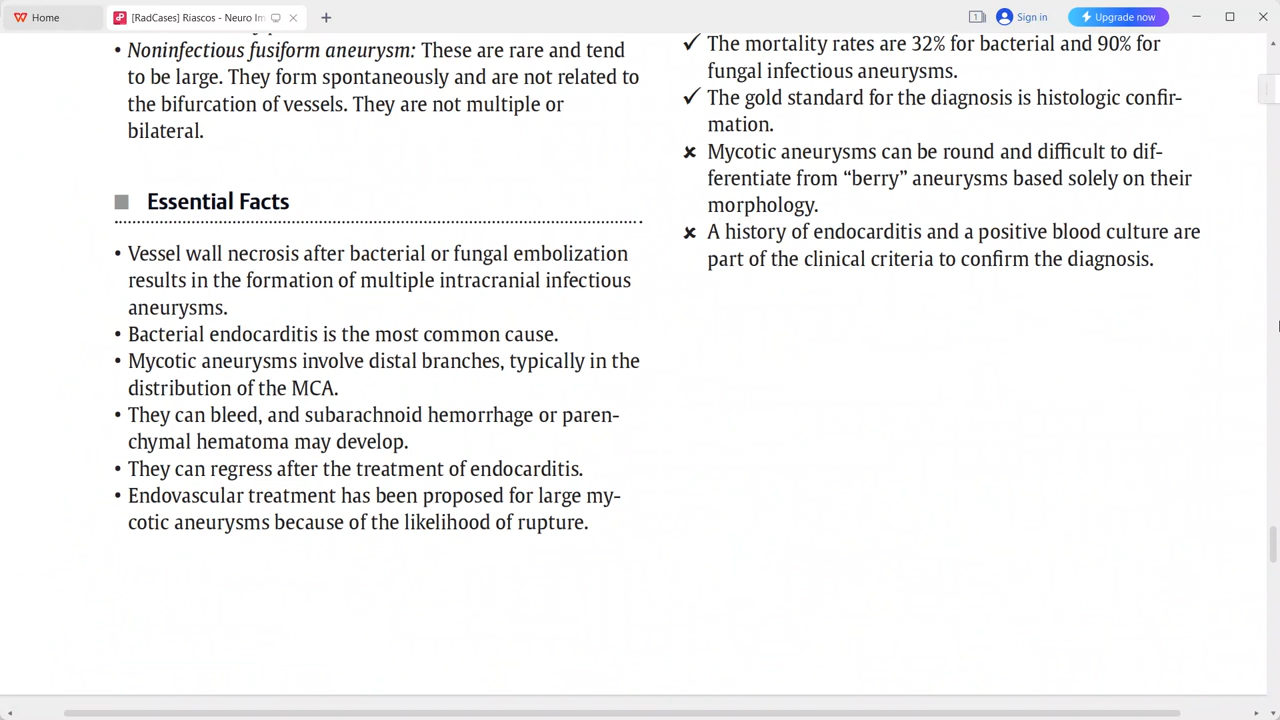 Home
[RadCases] Riascos - Neuro Im
1
Sign in
Upgrade now
• Noninfectious fusiform aneurysm: These are rare and tend
to be large. They form spontaneously and are not related to
the bifurcation of vessels. They are not multiple or
bilateral.
Essential Facts
• Vessel wall necrosis after bacterial or fungal embolization
results in the formation of multiple intracranial infectious
aneurysms.
• Bacterial endocarditis is the most common cause.
• Mycotic aneurysms involve distal branches, typically in the
distribution of the MCA.
• They can bleed, and subarachnoid hemorrhage or paren-
chymal hematoma may develop.
• They can regress after the treatment of endocarditis.
• Endovascular treatment has been proposed for large my-
cotic aneurysms because of the likelihood of rupture.
✓ The mortality rates are 32% for bacterial and 90% for
fungal infectious aneurysms.
✓ The gold standard for the diagnosis is histologic confir-
mation.
✘ Mycotic aneurysms can be round and difficult to dif-
ferentiate from “berry” aneurysms based solely on their
morphology.
✘ A history of endocarditis and a positive blood culture are
part of the clinical criteria to confirm the diagnosis.